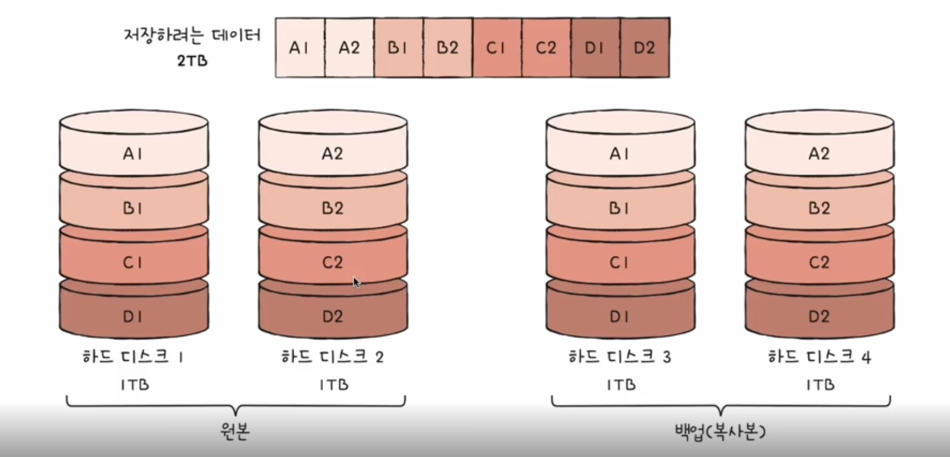 저장하려는 데이터
2TB
A1 A2 B1 B2 C1 C2 D1 D2
A1 A2 A1 A2
B1 B2 B1 B2
C1 C2 C1 C2
D1 D2 D1 D2
하드 디스크 1 하드 디스크 2 하드 디스크 3 하드 디스크 4
1TB 1TB 1TB 1TB
원본 백업(복사본)